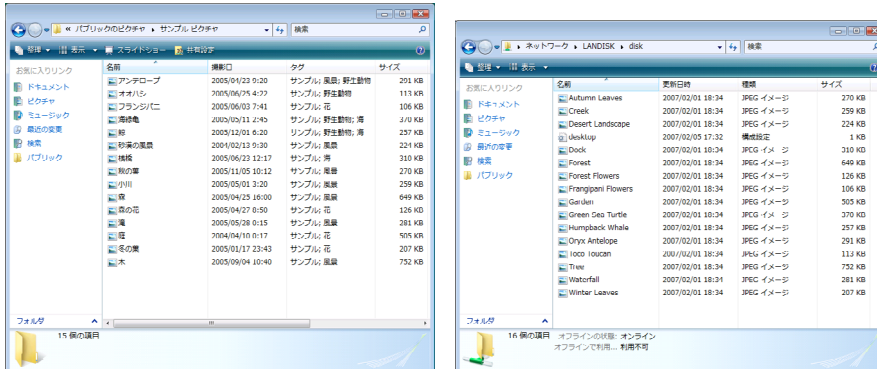 « パブリックのピクチャ ▸ サンプル ピクチャ
検索
整理 表示 スライドショー 共有設定
お気に入りリンク
ドキュメント
ピクチャ
ミュージック
最近の変更
検索
パブリック
フォルダ
名前 撮影日 タグ サイズ
アンテロープ 2005/04/23 9:20 サンプル; 風景; 野生動物 291 KB
オオハシ 2005/06/25 4:22 サンプル; 野生動物 113 KB
フランジパニ 2005/06/03 7:41 サンプル; 花 106 KB
海緑亀 2005/05/11 2:45 サンプル; 野生動物; 海 370 KB
鯨 2005/12/01 6:20 サンプル; 野生動物; 海 257 KB
砂漠の風景 2004/02/13 9:30 サンプル; 風景 224 KB
桟橋 2005/06/23 12:17 サンプル; 海 310 KB
秋の葉 2005/11/05 10:12 サンプル; 風景 270 KB
小川 2005/05/01 3:20 サンプル; 風景 259 KB
森 2005/04/25 16:00 サンプル; 風景 649 KB
森の花 2005/04/27 8:50 サンプル; 花 126 KB
滝 2005/05/28 0:15 サンプル; 風景 281 KB
庭 2004/04/10 0:17 サンプル; 花 505 KB
冬の葉 2005/01/17 23:43 サンプル; 花 207 KB
木 2005/09/04 10:40 サンプル; 風景 752 KB
15 個の項目
ネットワーク ▸ LANDISK ▸ disk
検索
整理 表示
お気に入りリンク
ドキュメント
ピクチャ
ミュージック
最近の変更
検索
パブリック
フォルダ
名前 更新日時 種類 サイズ
Autumn Leaves 2007/02/01 18:34 JPEG イメージ 270 KB
Creek 2007/02/01 18:34 JPEG イメージ 259 KB
Desert Landscape 2007/02/01 18:34 JPEG イメージ 224 KB
desktop 2007/02/05 17:32 構成設定 1 KB
Dock 2007/02/01 18:34 JPEG イメージ 310 KB
Forest 2007/02/01 18:34 JPEG イメージ 649 KB
Forest Flowers 2007/02/01 18:34 JPEG イメージ 126 KB
Frangipani Flowers 2007/02/01 18:34 JPEG イメージ 106 KB
Garden 2007/02/01 18:34 JPEG イメージ 505 KB
Green Sea Turtle 2007/02/01 18:34 JPEG イメージ 370 KB
Humpback Whale 2007/02/01 18:34 JPEG イメージ 257 KB
Oryx Antelope 2007/02/01 18:34 JPEG イメージ 291 KB
Toco Toucan 2007/02/01 18:34 JPEG イメージ 113 KB
Tree 2007/02/01 18:34 JPEG イメージ 752 KB
Waterfall 2007/02/01 18:34 JPEG イメージ 281 KB
Winter Leaves 2007/02/01 18:34 JPEG イメージ 207 KB
16 個の項目 オフラインの状態: オンライン
オフラインで利用... 利用不可